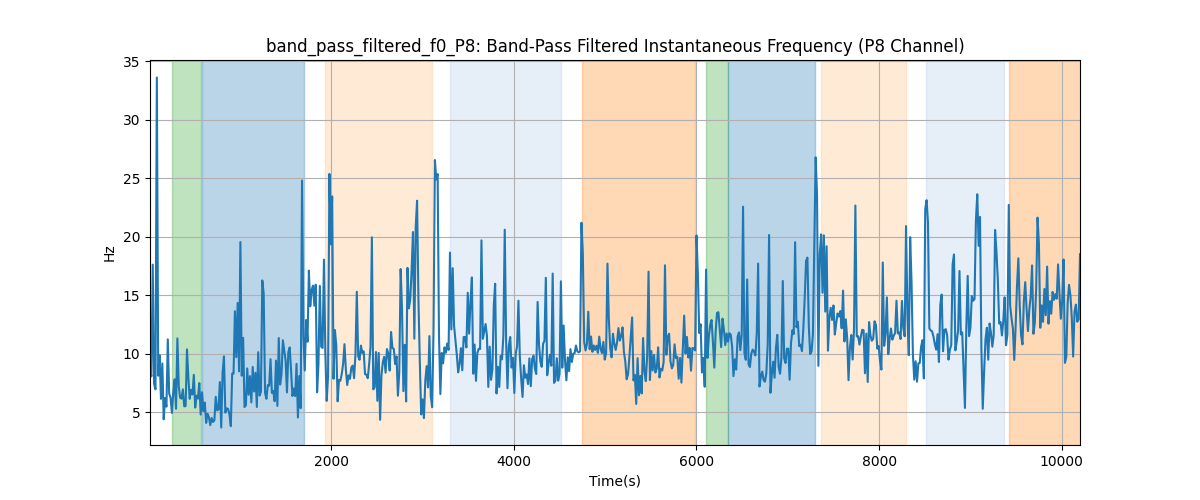 band_pass_filtered_f0_P8: Band-Pass Filtered Instantaneous Frequency (P8 Channel)
35
30
25
20
15
10
5
Hz
2000 4000 6000 8000 10000
Time(s)